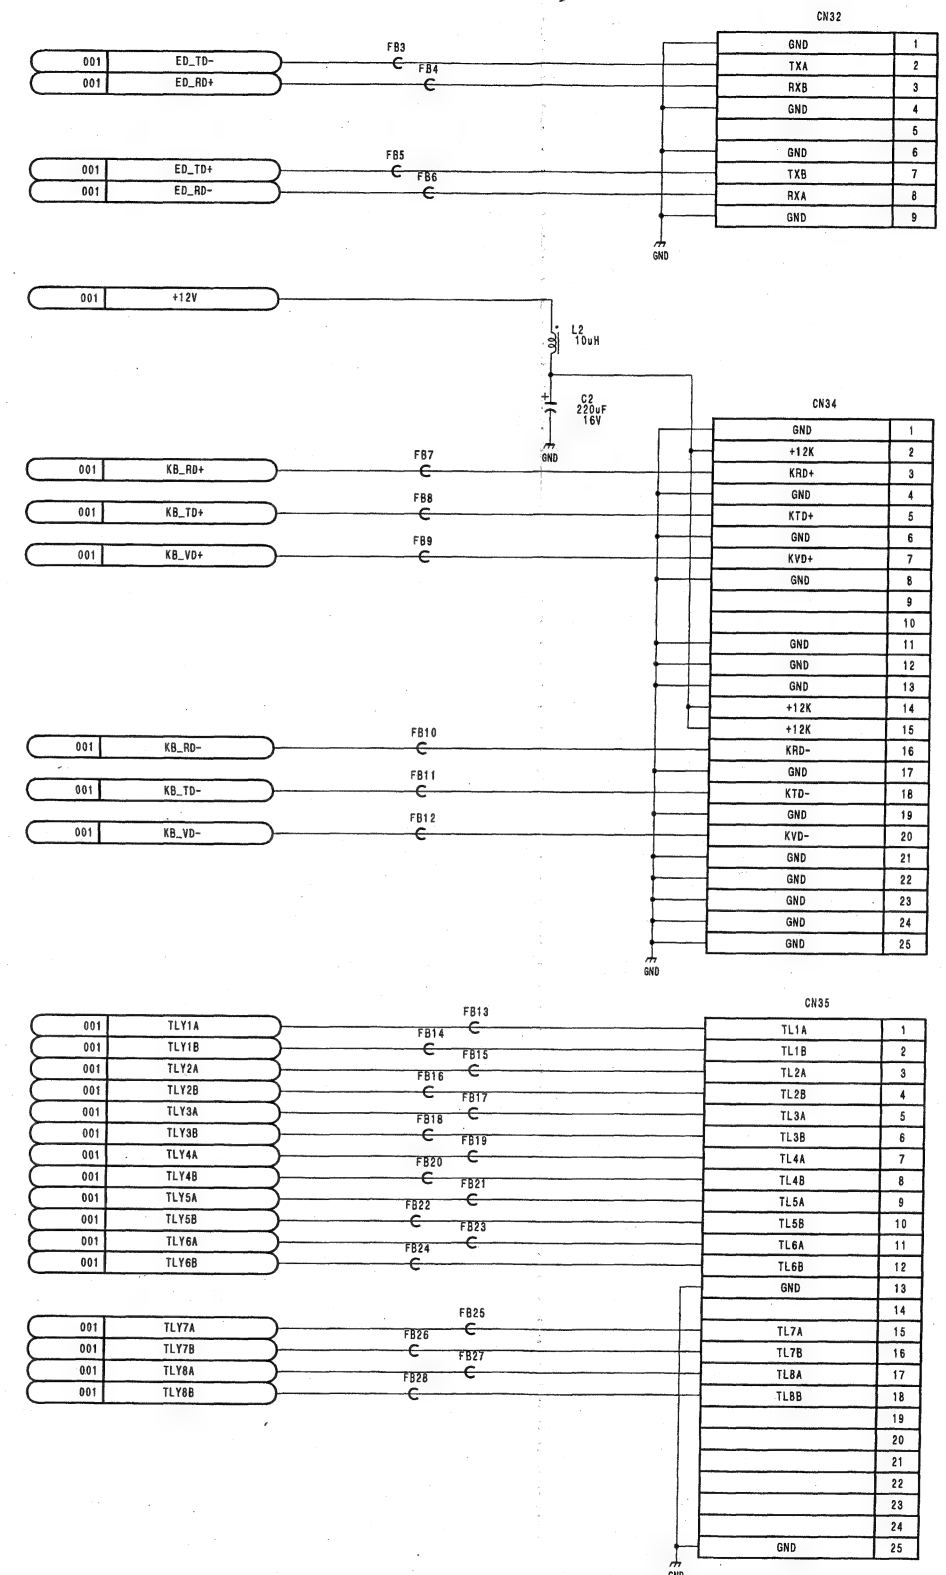 CN32
FB3
GND 1
001 ED_TD- TXA 2
FB4
001 ED_RD+ RXB 3
GND 4
5
FB5
GND 6
001 ED_TD+ TXB 7
FB6
001 ED_RD- RXA 8
GND 9
GND
001 +12V
L2
10uH
C2
220uF
16V
+
GND
CN34
GND 1
+12K 2
FB7
001 KB_RD+ KRD+ 3
GND 4
FB8
001 KB_TD+ KTD+ 5
GND 6
FB9
001 KB_VD+ KVD+ 7
GND 8
9
10
GND 11
GND 12
GND 13
+12K 14
+12K 15
FB10
001 KB_RD- KRD- 16
GND 17
FB11
001 KB_TD- KTD- 18
GND 19
FB12
001 KB_VD- KVD- 20
GND 21
GND 22
GND 23
GND 24
GND 25
GND
CN35
FB13
001 TLY1A TL1A 1
FB14
001 TLY1B TL1B 2
FB15
001 TLY2A TL2A 3
FB16
001 TLY2B TL2B 4
FB17
001 TLY3A TL3A 5
FB18
001 TLY3B TL3B 6
FB19
001 TLY4A TL4A 7
FB20
001 TLY4B TL4B 8
FB21
001 TLY5A TL5A 9
FB22
001 TLY5B TL5B 10
FB23
001 TLY6A TL6A 11
FB24
001 TLY6B TL6B 12
GND 13
14
FB25
001 TLY7A TL7A 15
FB26
001 TLY7B TL7B 16
FB27
001 TLY8A TL8A 17
FB28
001 TLY8B TL8B 18
19
20
21
22
23
24
GND 25
GND